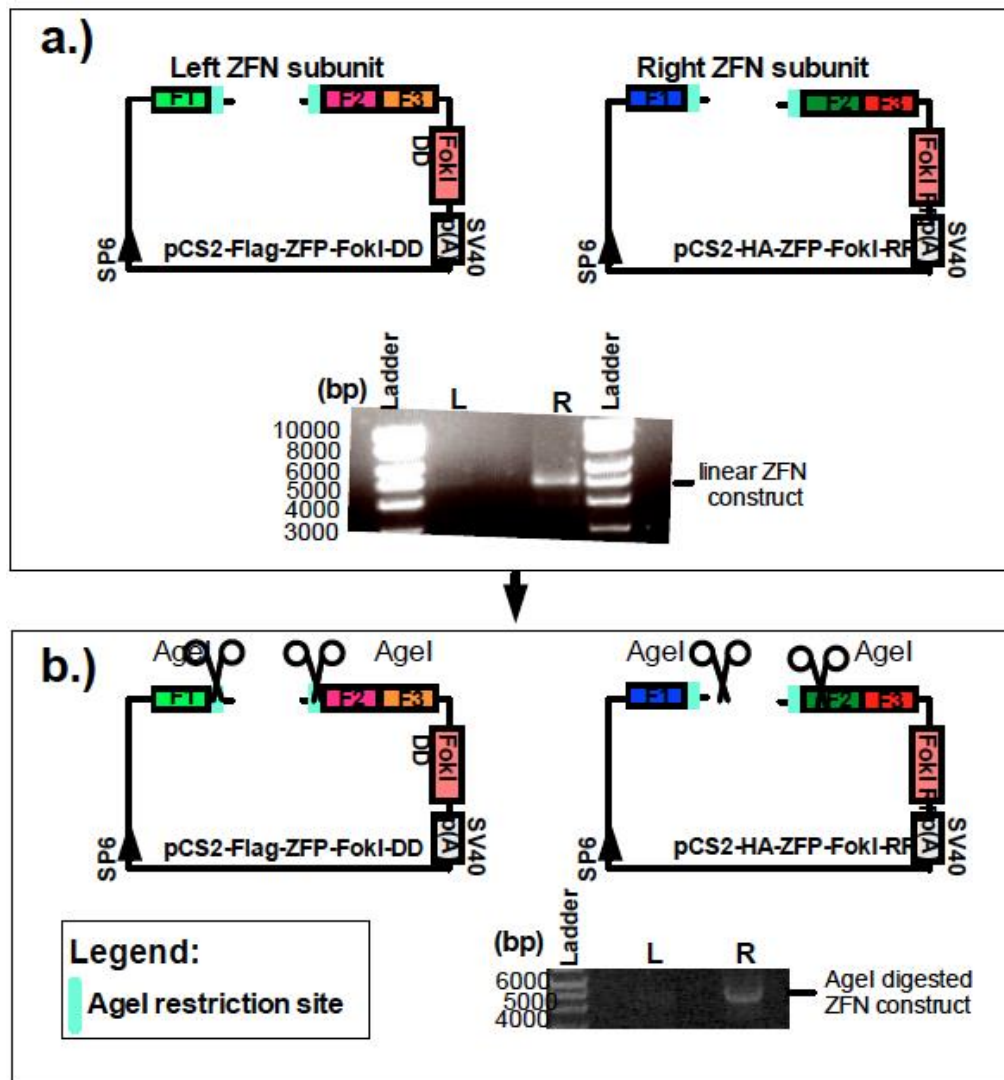 a.)
Left ZFN subunit
Right ZFN subunit
F1
F2
F3
F1
F2
F3
FokI
DD
FokI
SP6
pCS2-Flag-ZFP-FokI-DD
p(A
SV40
SP6
pCS2-HA-ZFP-FokI-RR
p(A
SV40
Ladder
Ladder
(bp)
L
R
10000
8000
6000
5000
4000
3000
linear ZFN
construct
b.)
AgeI
AgeI
AgeI
AgeI
F1
F2
F3
F1
F2
F3
FokI
DD
FokI
SP6
pCS2-Flag-ZFP-FokI-DD
p(A
SV40
SP6
pCS2-HA-ZFP-FokI-RR
p(A
SV40
Legend:
AgeI restriction site
Ladder
(bp)
L
R
6000
5000
4000
AgeI digested
ZFN construct